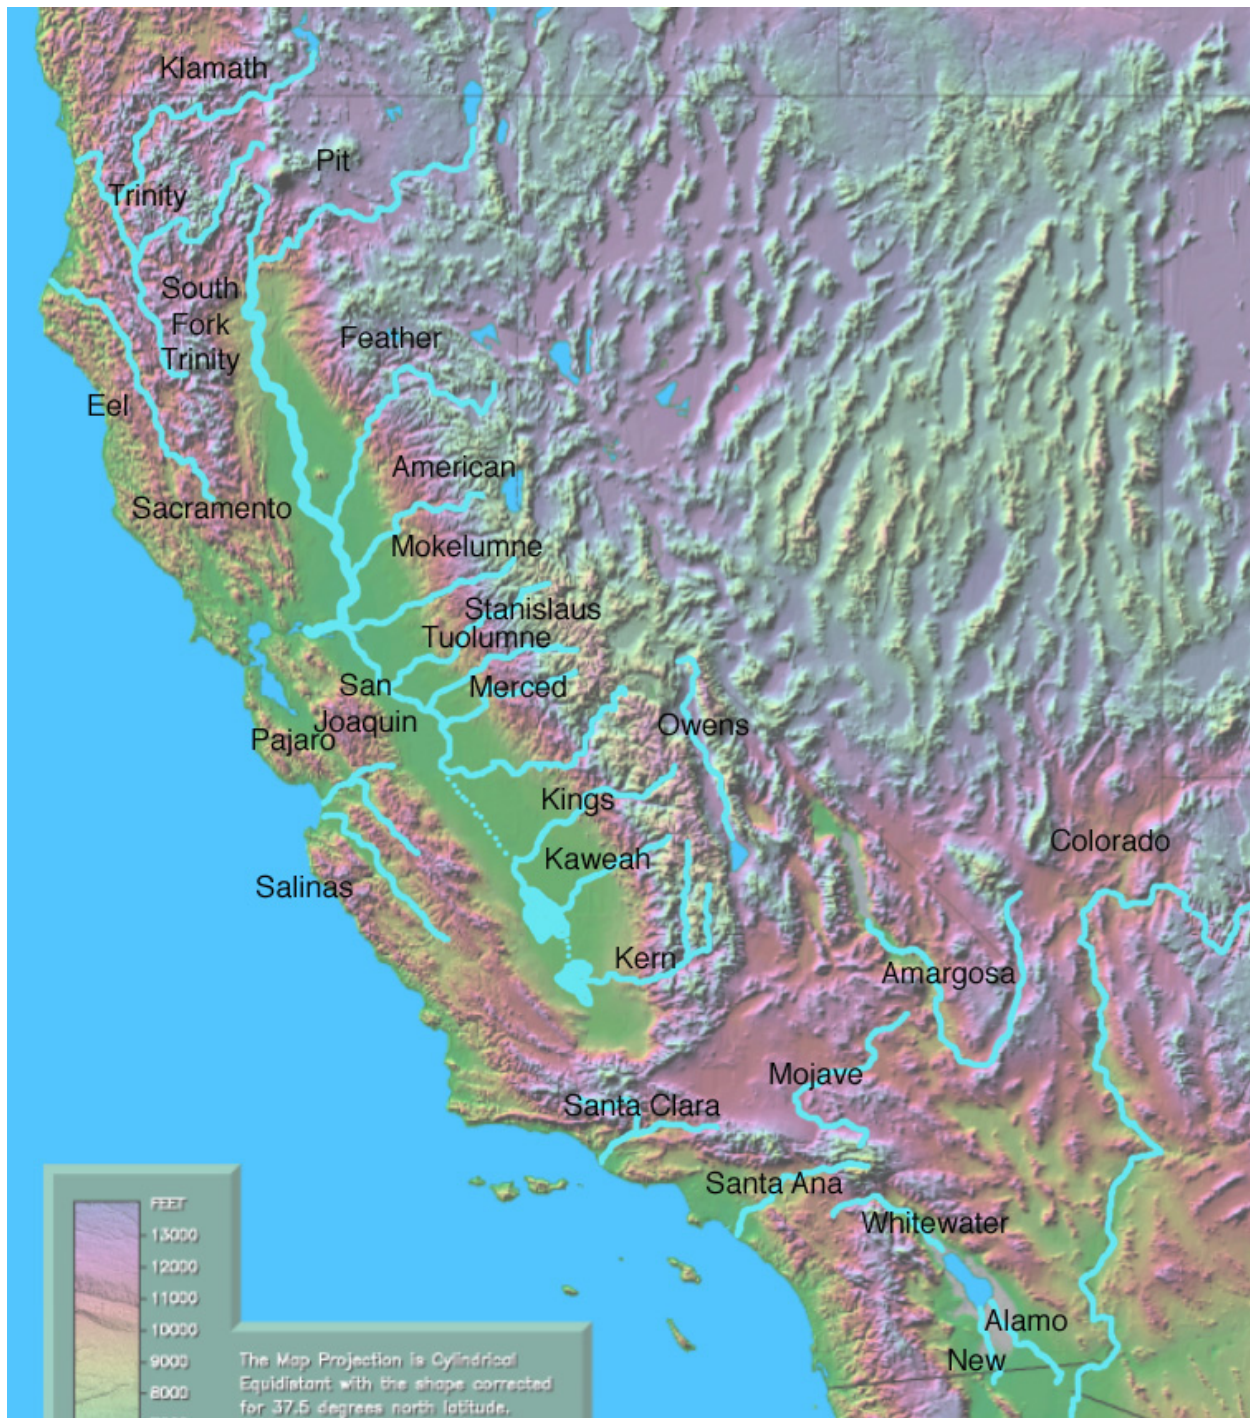 Klamath
Pit
Trinity
South
Fork
Trinity
Feather
Eel
American
Sacramento
Mokelumne
Stanislaus
Tuolumne
San
Joaquin
Merced
Pajaro
Owens
Kings
Colorado
Kaweah
Salinas
Kern
Amargosa
Mojave
Santa Clara
Santa Ana
Whitewater
Alamo
New
FEET
13000
12000
11000
10000
9000
8000
The Map Projection is Cylindrical
Equidistant with the shape corrected
for 37.5 degrees north latitude.